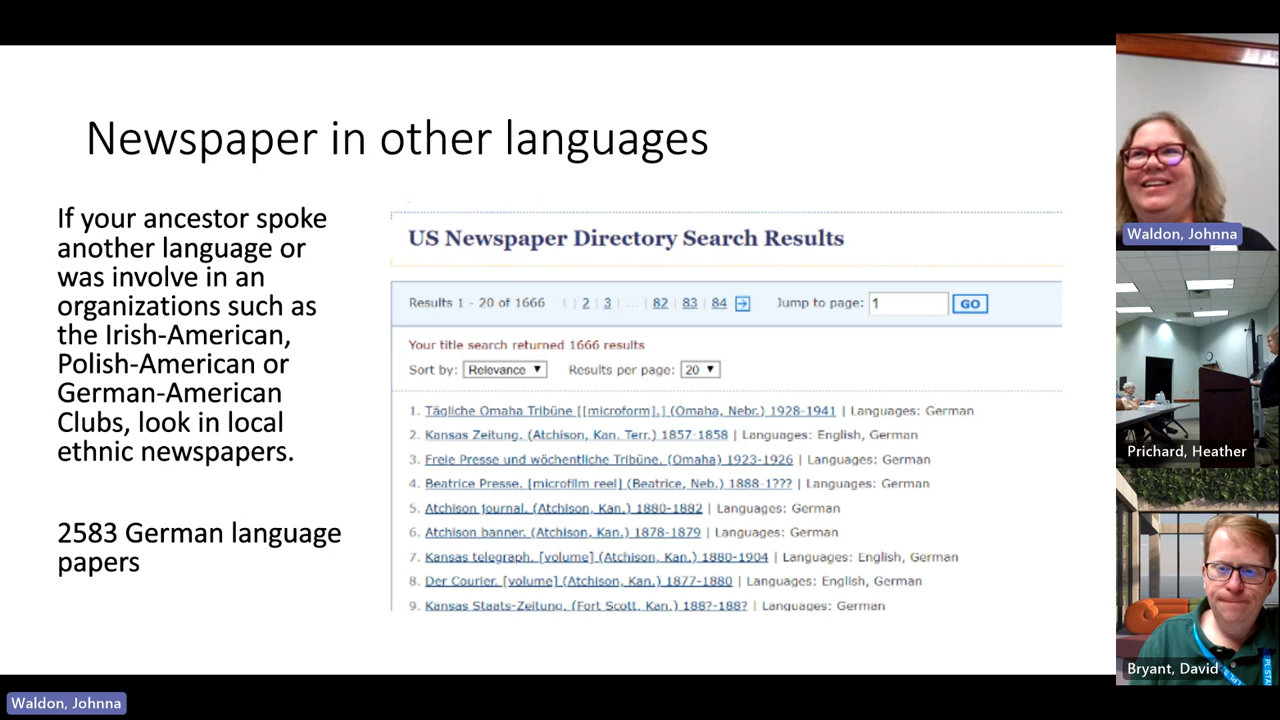 Newspaper in other languages
If your ancestor spoke
another language or
was involve in an
organizations such as
the Irish-American,
Polish-American or
German-American
Clubs, look in local
ethnic newspapers.
2583 German language
papers
US Newspaper Directory Search Results
Results 1 - 20 of 1666 1 | 2 | 3 | ... | 82 | 83 | 84 Jump to page: 1 GO
Your title search returned 1666 results
Sort by: Relevance Results per page: 20
1. Tägliche Omaha Tribüne [[microform].] (Omaha, Nebr.) 1928-1941 | Languages: German
2. Kansas Zeitung. (Atchison, Kan. Terr.) 1857-1858 | Languages: English, German
3. Freie Presse und wöchentliche Tribüne. (Omaha) 1923-1926 | Languages: German
4. Beatrice Presse. [microfilm reel] (Beatrice, Neb.) 1888-1??? | Languages: German
5. Atchison journal. (Atchison, Kan.) 1880-1882 | Languages: German
6. Atchison banner. (Atchison, Kan.) 1878-1879 | Languages: German
7. Kansas telegraph. [volume] (Atchison, Kan.) 1880-1904 | Languages: English, German
8. Der Courier. [volume] (Atchison, Kan.) 1877-1880 | Languages: English, German
9. Kansas Staats-Zeitung. (Fort Scott, Kan.) 188?-188? | Languages: German
Waldon, Johnna
Prichard, Heather
Bryant, David
Waldon, Johnna